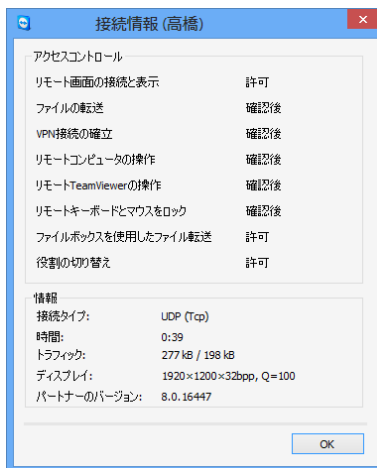 接続情報 (高橋)
アクセスコントロール
リモート画面の接続と表示 許可
ファイルの転送 確認後
VPN接続の確立 確認後
リモートコンピュータの操作 確認後
リモートTeamViewerの操作 確認後
リモートキーボードとマウスをロック 確認後
ファイルボックスを使用したファイル転送 許可
役割の切り替え 許可
情報
接続タイプ: UDP (Tcp)
時間: 0:39
トラフィック: 277 kB / 198 kB
ディスプレイ: 1920×1200×32bpp, Q=100
パートナーのバージョン: 8.0.16447
OK